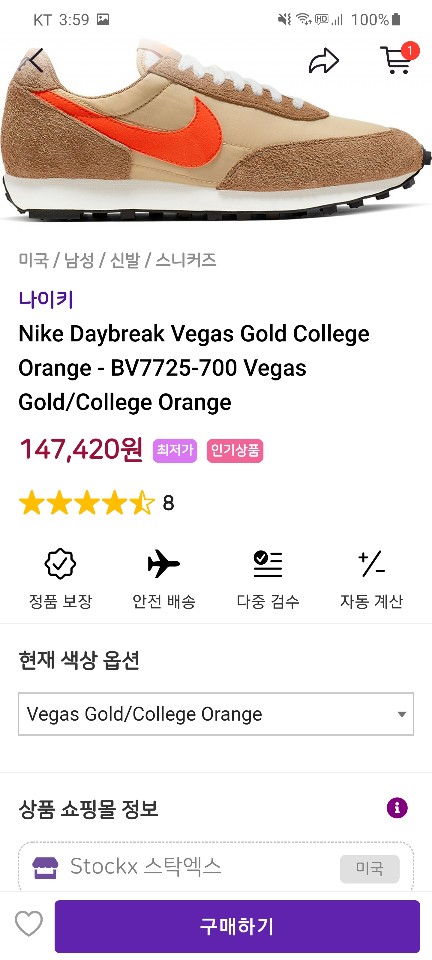 KT 3:59 100%
1
미국 / 남성 / 신발 / 스니커즈
나이키
Nike Daybreak Vegas Gold College
Orange - BV7725-700 Vegas
Gold/College Orange
147,420원 최저가 인기상품
8
정품 보장 안전 배송 다중 검수 자동 계산
현재 색상 옵션
Vegas Gold/College Orange
상품 쇼핑몰 정보
Stockx 스탁엑스 미국
구매하기